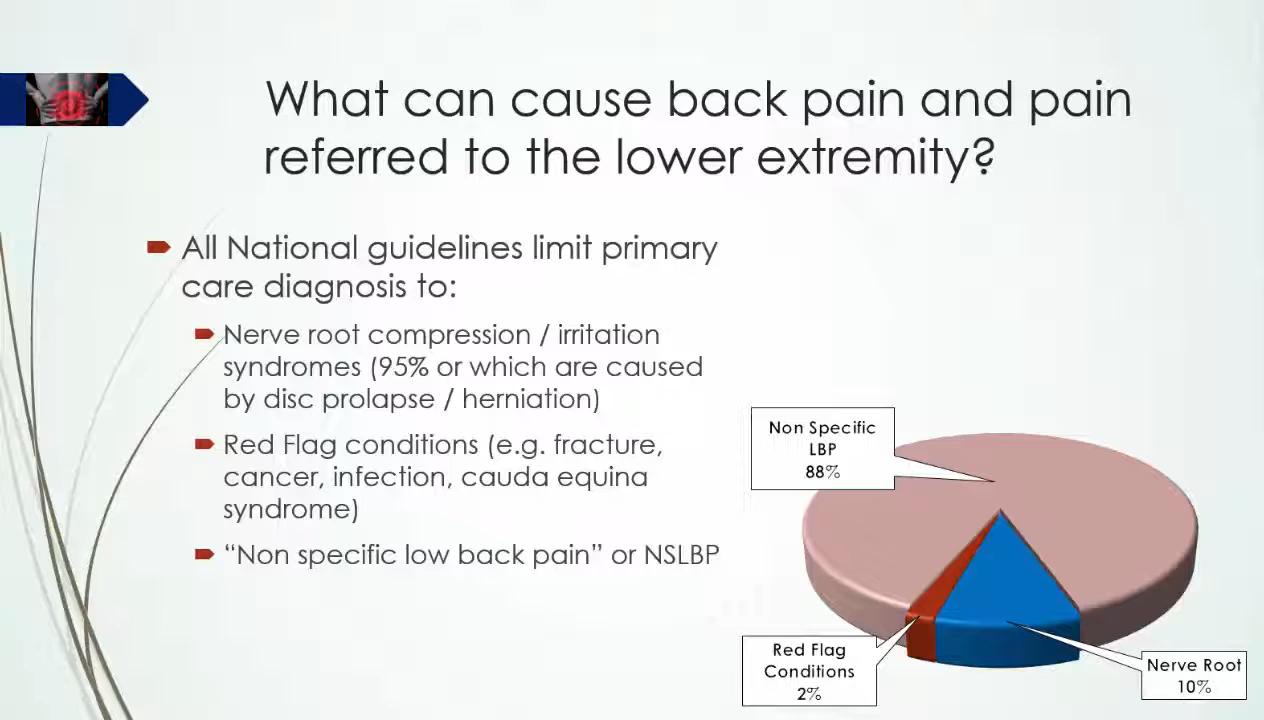 What can cause back pain and pain
referred to the lower extremity?
All National guidelines limit primary
care diagnosis to:
Nerve root compression / irritation
syndromes (95% or which are caused
by disc prolapse / herniation)
Red Flag conditions (e.g. fracture,
cancer, infection, cauda equina
syndrome)
“Non specific low back pain” or NSLBP
Non Specific
LBP
88%
Red Flag
Conditions
2%
Nerve Root
10%